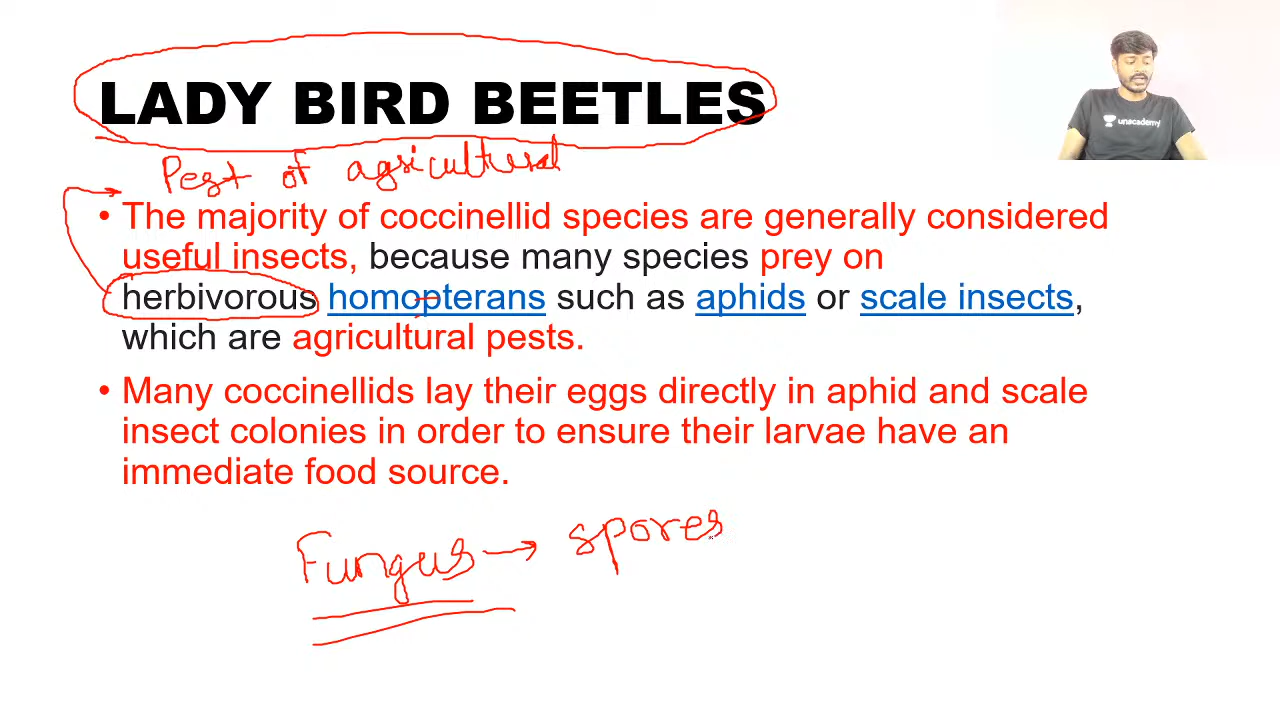 LADY BIRD BEETLES
unacademy
Pest of agricultural
• The majority of coccinellid species are generally considered
useful insects, because many species prey on
herbivorous homopterans such as aphids or scale insects,
which are agricultural pests.
• Many coccinellids lay their eggs directly in aphid and scale
insect colonies in order to ensure their larvae have an
immediate food source.
Fungus → spores